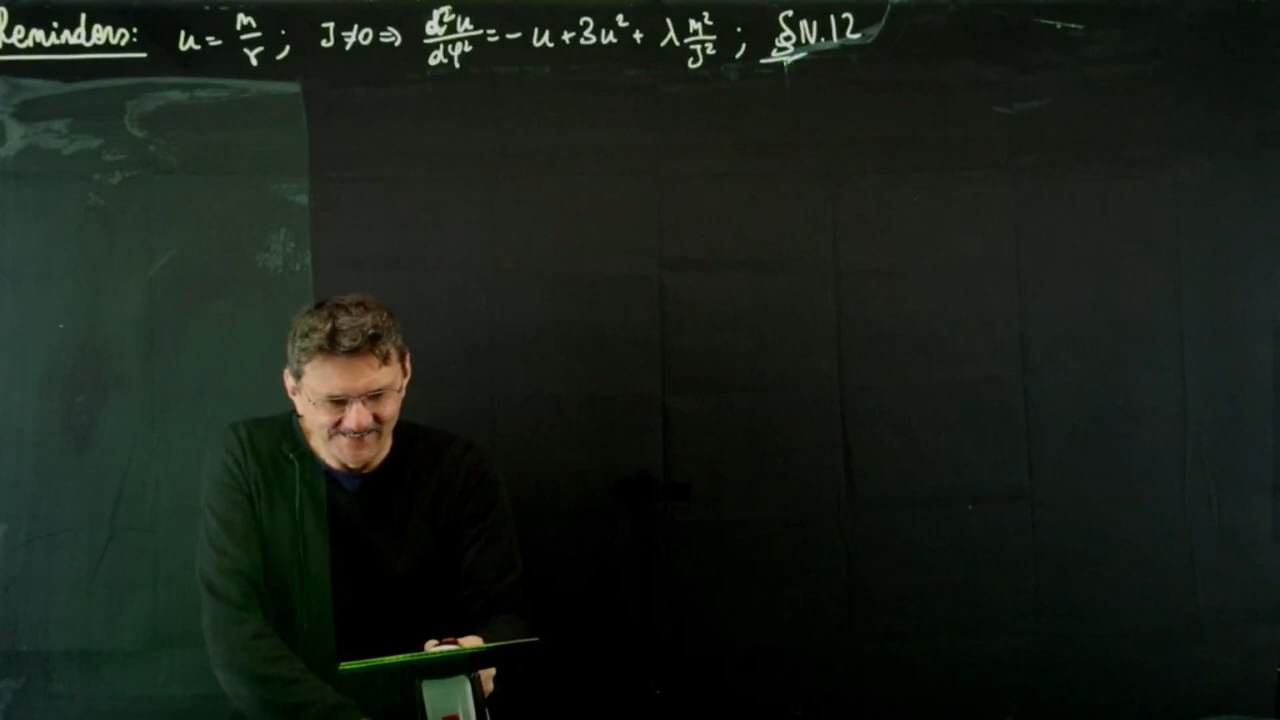 Reminders: u = m/r ; J ≠ 0 ⇒ d²u/dφ² = - u + 3u² + λ m²/J² ; §IV.12